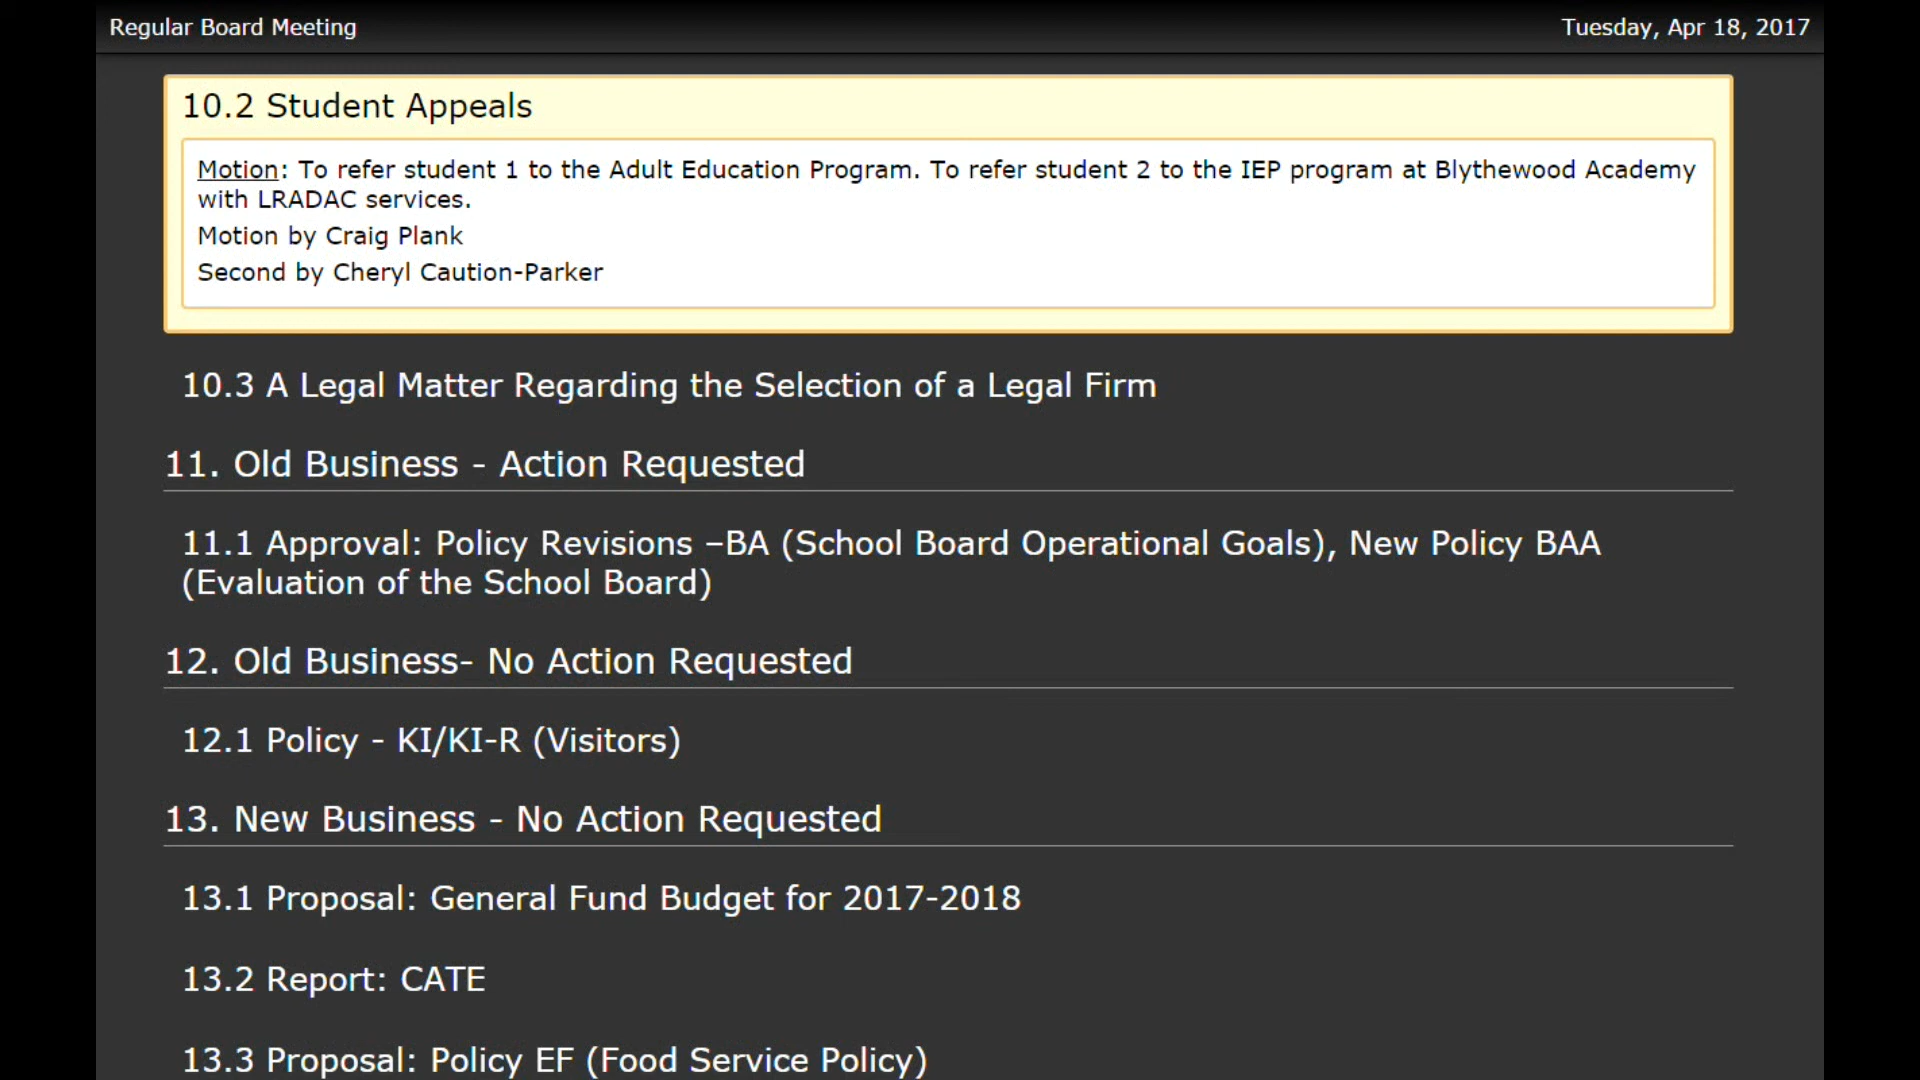 Regular Board Meeting
Tuesday, Apr 18, 2017
10.2 Student Appeals
Motion: To refer student 1 to the Adult Education Program. To refer student 2 to the IEP program at Blythewood Academy
with LRADAC services.
Motion by Craig Plank
Second by Cheryl Caution-Parker
10.3 A Legal Matter Regarding the Selection of a Legal Firm
11. Old Business - Action Requested
11.1 Approval: Policy Revisions –BA (School Board Operational Goals), New Policy BAA
(Evaluation of the School Board)
12. Old Business- No Action Requested
12.1 Policy - KI/KI-R (Visitors)
13. New Business - No Action Requested
13.1 Proposal: General Fund Budget for 2017-2018
13.2 Report: CATE
13.3 Proposal: Policy EF (Food Service Policy)